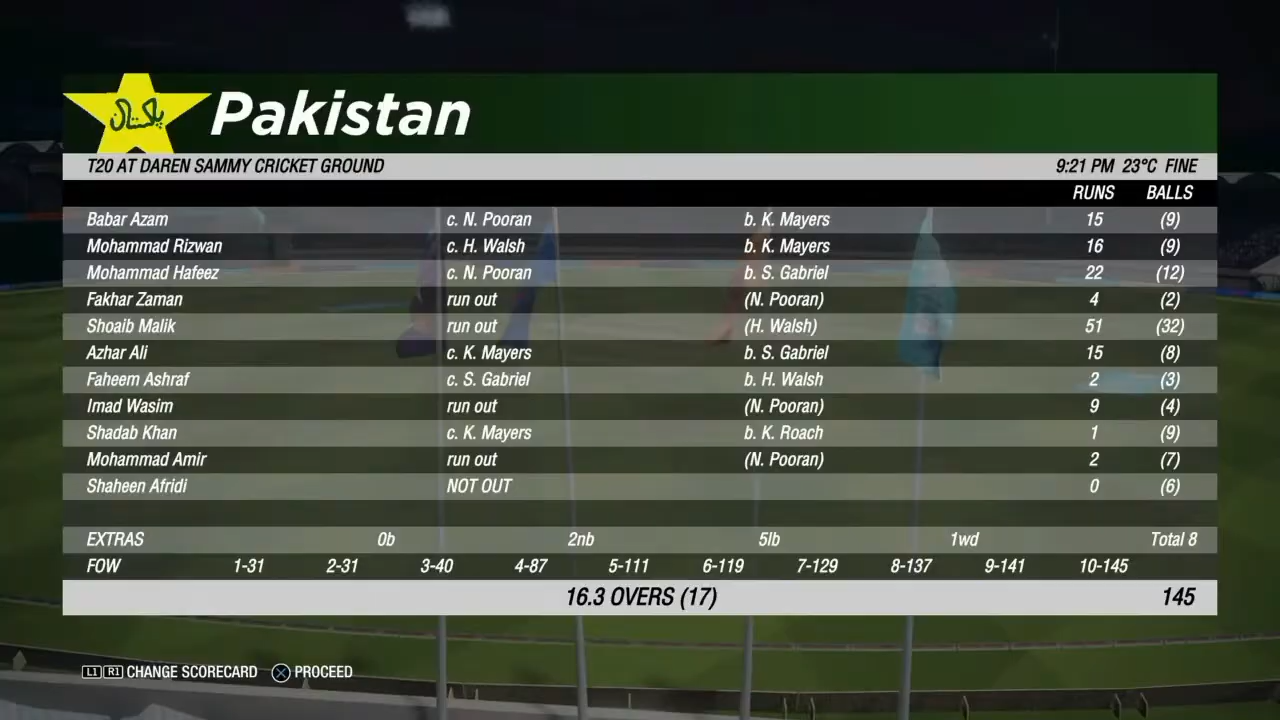 پاکستان
Pakistan
T20 AT DAREN SAMMY CRICKET GROUND 9:21 PM 23°C FINE
RUNS BALLS
Babar Azam c. N. Pooran b. K. Mayers 15 (9)
Mohammad Rizwan c. H. Walsh b. K. Mayers 16 (9)
Mohammad Hafeez c. N. Pooran b. S. Gabriel 22 (12)
Fakhar Zaman run out (N. Pooran) 4 (2)
Shoaib Malik run out (H. Walsh) 51 (32)
Azhar Ali c. K. Mayers b. S. Gabriel 15 (8)
Faheem Ashraf c. S. Gabriel b. H. Walsh 2 (3)
Imad Wasim run out (N. Pooran) 9 (4)
Shadab Khan c. K. Mayers b. K. Roach 1 (9)
Mohammad Amir run out (N. Pooran) 2 (7)
Shaheen Afridi NOT OUT 0 (6)
EXTRAS 0b 2nb 5lb 1wd Total 8
FOW 1-31 2-31 3-40 4-87 5-111 6-119 7-129 8-137 9-141 10-145
16.3 OVERS (17) 145
L1 R1 CHANGE SCORECARD PROCEED